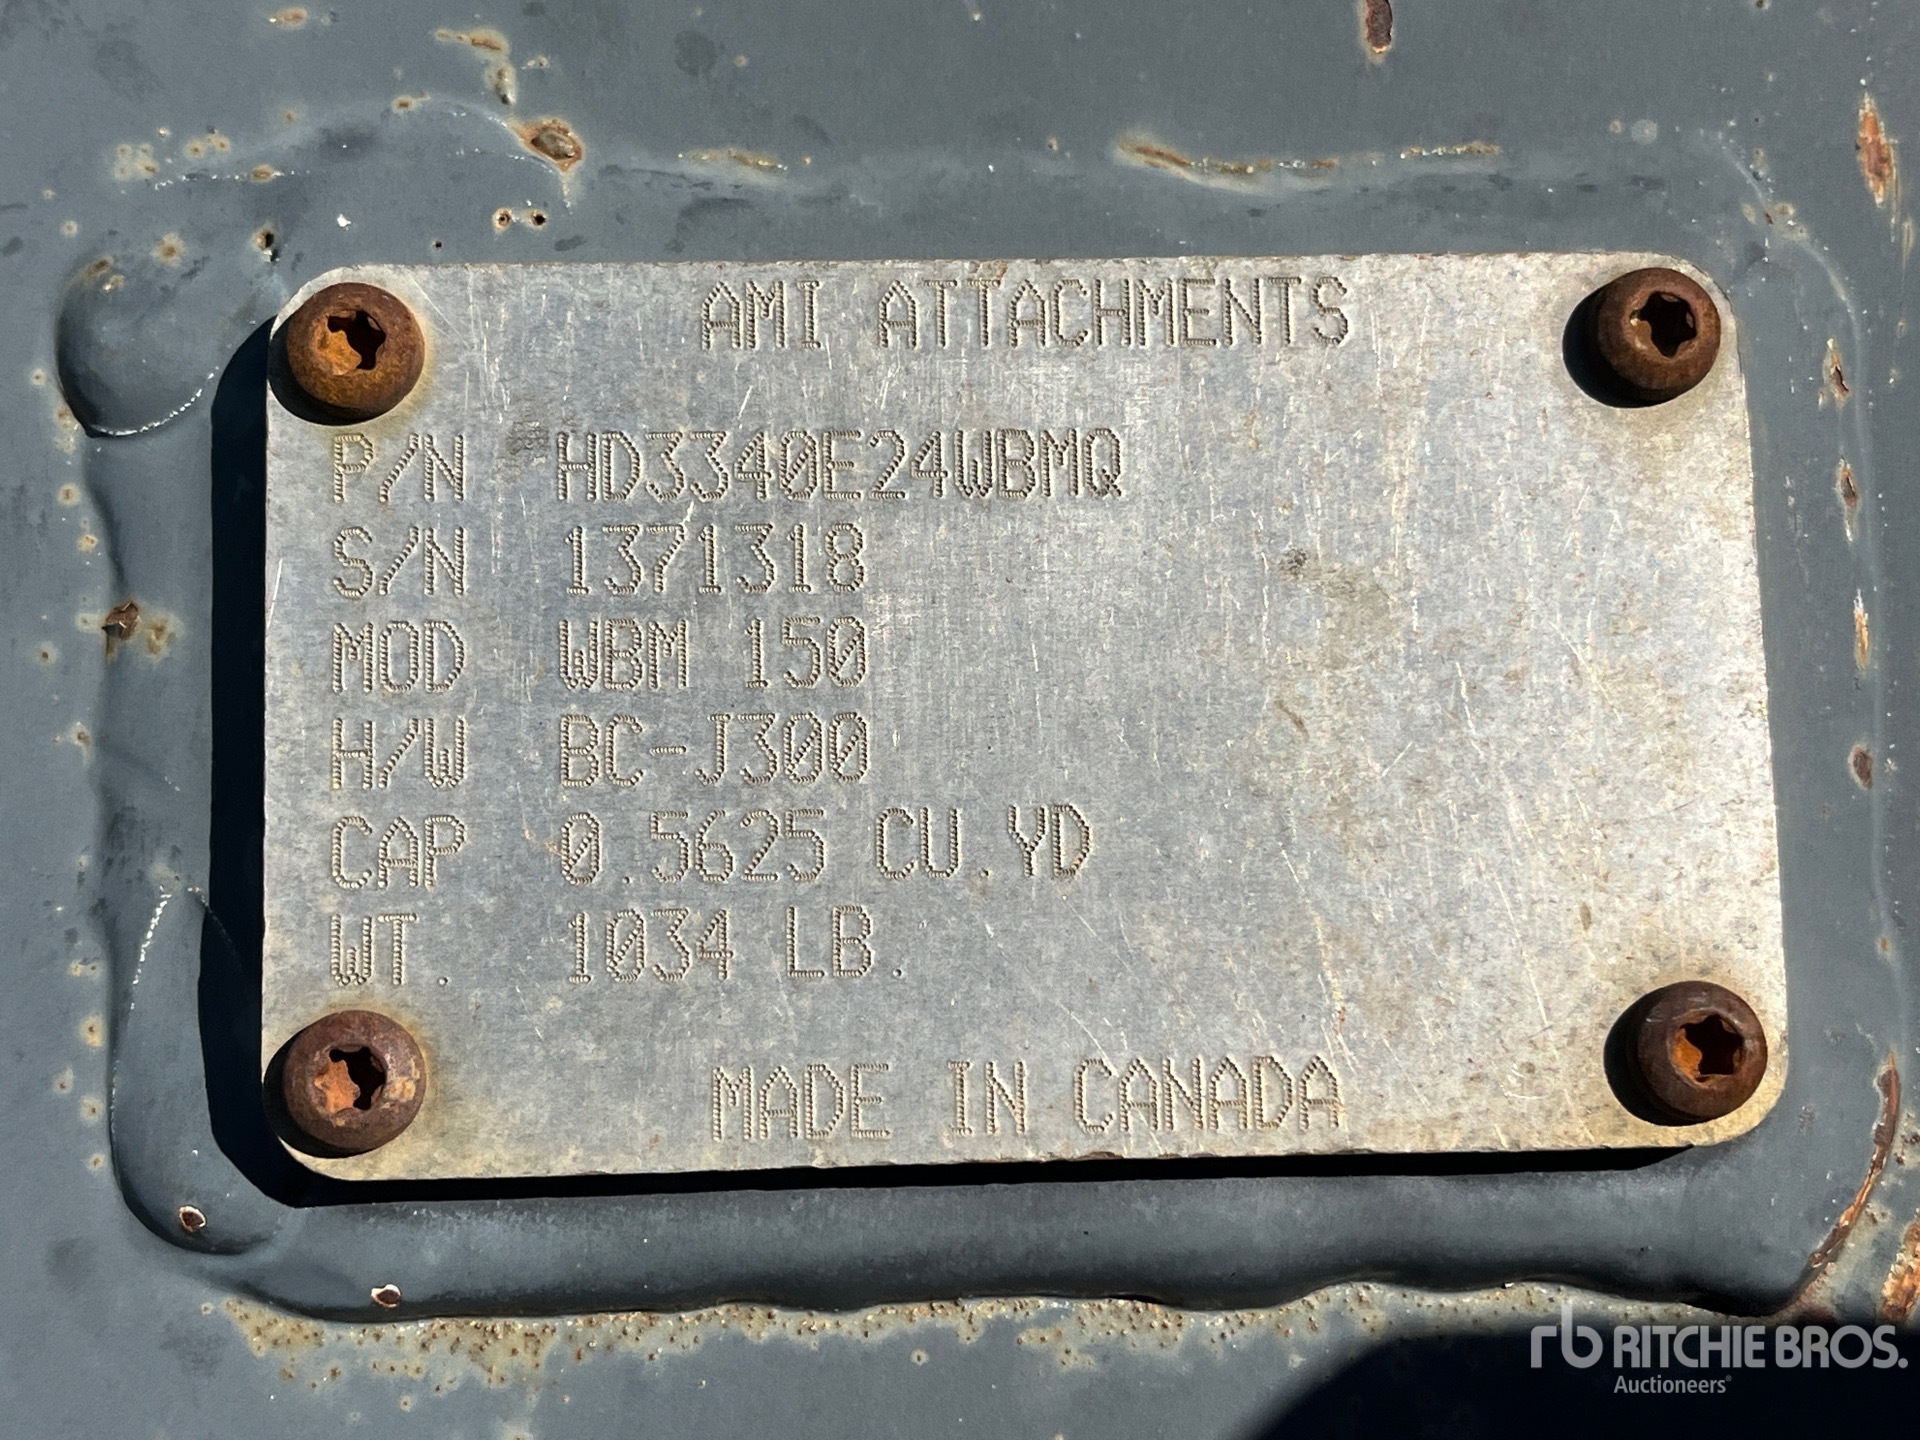 AMI ATTACHMENTS
P/N HD3340E24WBMQ
S/N 1371318
MOD WBM 150
H/W BC-J300
CAP 0.5625 CU.YD
WT. 1034 LB.
MADE IN CANADA
rb RITCHIE BROS.
Auctioneers®